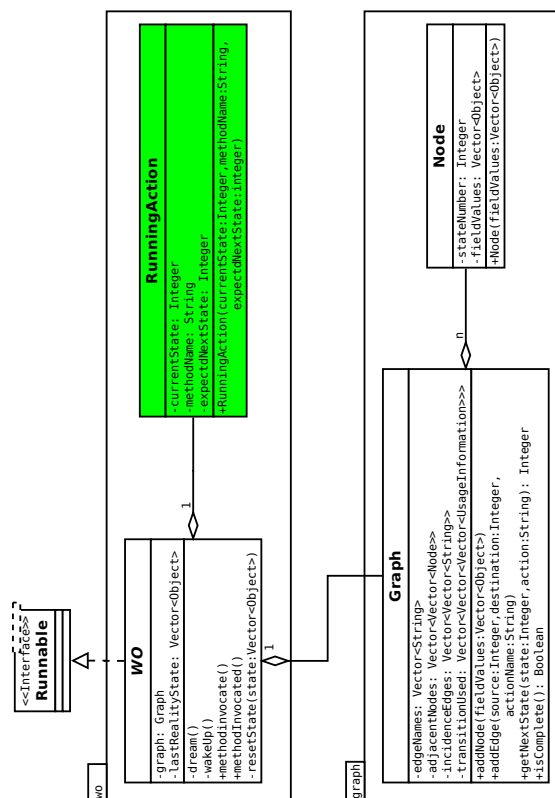 <<Interface>>
Runnable
wo
WO
-graph: Graph
-lastRealityState: Vector<Object>
-dream()
-wakeUp()
+methodinvocate()
+methodInvocated()
-resetState(state:Vector<Object>)
1
RunningAction
-currentState: Integer
-methodName: String
-expectdNextState: Integer
+RunningAction(currentState:Integer,methodName:String,
expectdNextState:integer)
1
graph
Graph
-edgeNames: Vector<String>
-adjacentNodes: Vector<Vector<Node>>
-incidenceEdges: Vector<Vector<String>>
-transitionUsed: Vector<Vector<Vector<UsageInformation>>>
+addNode(fieldValues:Vector<Object>)
+addEdge(source:Integer,destination:Integer,
actionName:String)
+getNextState(state:Integer,action:String): Integer
+isComplete(): Boolean
n
Node
-stateNumber: Integer
-fieldValues: Vector<Object>
+Node(fieldValues:Vector<Object>)